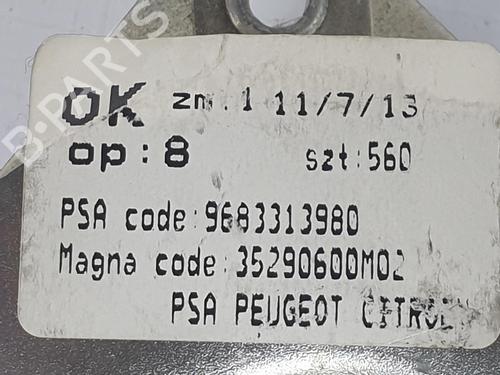 B-PARTS
OK zm.1 11/7/13
op:8 szt:560
PSA code:9683313980
Magna code:35290600M02
PSA PEUGEOT CITROEN